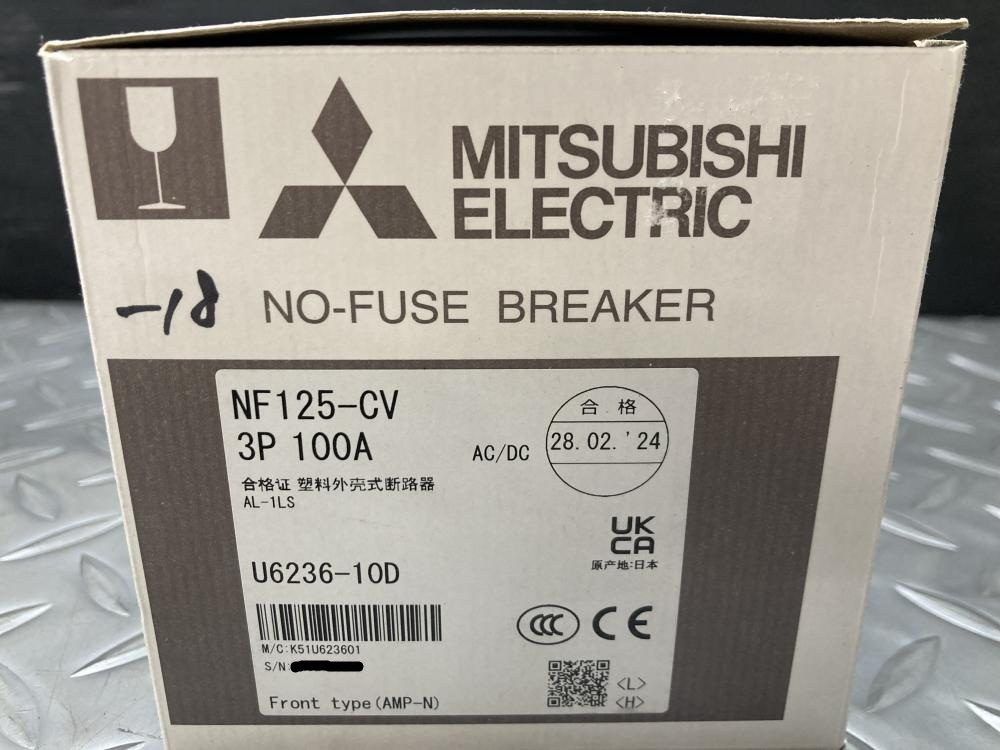 MITSUBISHI
ELECTRIC
-18
NO-FUSE BREAKER
NF125-CV
3P 100A
AC/DC
合格
28.02.'24
合格证 塑料外壳式断路器
AL-1LS
UK
CA
原产地:日本
U6236-10D
CCC CE
M/C:K51U623601
S/N:
<L>
<H>
Front type(AMP-N)